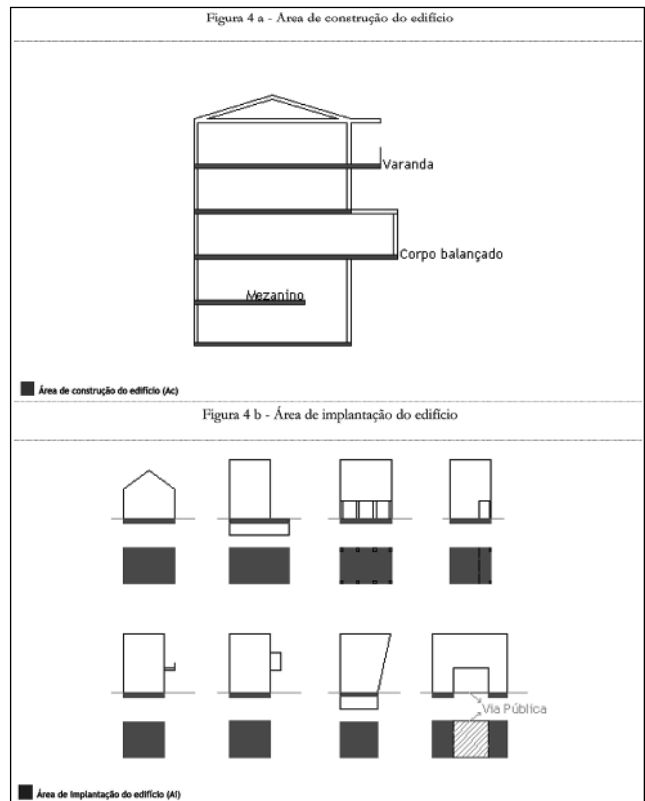 Figura 4 a - Área de construção do edifício
Varanda
Corpo balançado
Mezanino
Área de construção do edifício (Ac)
Figura 4 b - Área de implantação do edifício
Via Pública
Área de implantação do edifício (Ai)